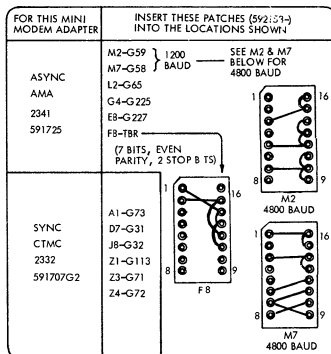 FOR THIS MINI
MODEM ADAPTER
INSERT THESE PATCHES
INTO THE LOCATIONS SHOWN
ASYNC
AMA
2341
591725
M2-G59
M7-G58
1200
BAUD
SEE M2 & M7
BELOW FOR
4800 BAUD
L2-G65
G4-G225
E8-G227
F8-TBR
(7 BITS, EVEN
PARITY, 2 STOP B TS)
1
16
8
9
M2
4800 BAUD
SYNC
CTMC
2332
591707G2
A1-G73
D7-G31
J8-G32
Z1-G113
Z3-G71
Z4-G72
1
16
8
9
F8
1
16
8
9
M7
4800 BAUD